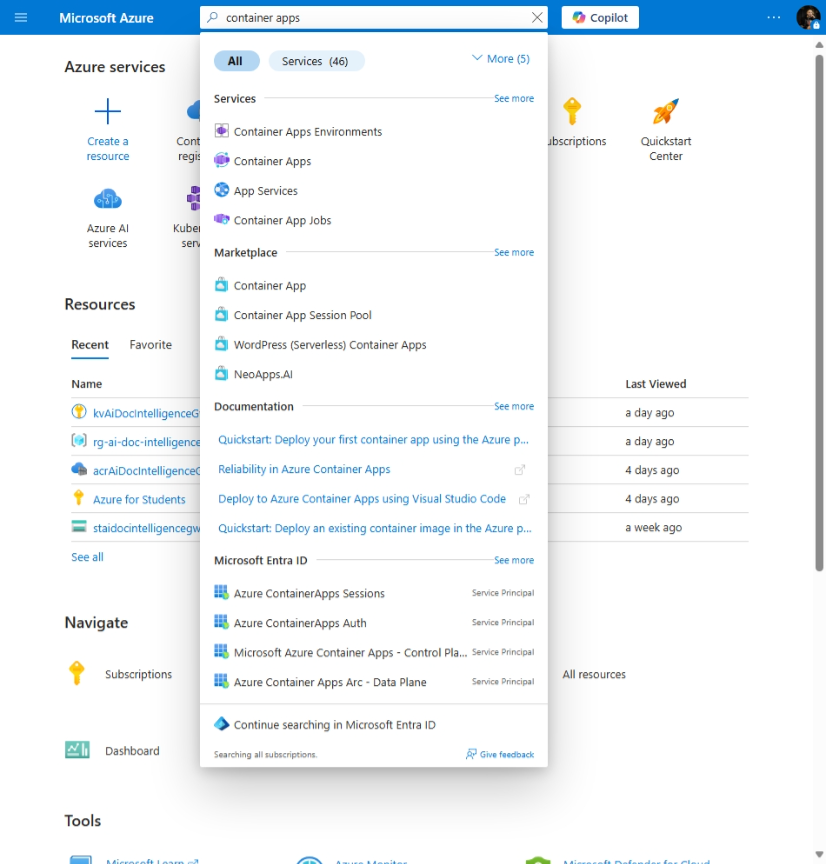 Microsoft Azure
container apps
Copilot
Azure services
All
Services (46)
More (5)
Services
See more
Container Apps Environments
Container Apps
App Services
Container App Jobs
Marketplace
See more
Container App
Container App Session Pool
WordPress (Serverless) Container Apps
NeoApps.AI
Documentation
See more
Quickstart: Deploy your first container app using the Azure p...
Reliability in Azure Container Apps
Deploy to Azure Container Apps using Visual Studio Code
Quickstart: Deploy an existing container image in the Azure p...
Microsoft Entra ID
See more
Azure ContainerApps Sessions
Service Principal
Azure ContainerApps Auth
Service Principal
Microsoft Azure Container Apps - Control Pla...
Service Principal
Azure Container Apps Arc - Data Plane
Service Principal
Continue searching in Microsoft Entra ID
Searching all subscriptions.
Give feedback
Create a
resource
Cont
regis
ubscriptions
Quickstart
Center
Azure AI
services
Kuber
serv
Resources
Recent
Favorite
Name
Last Viewed
kvAiDocIntelligenceG
a day ago
rg-ai-doc-intelligence
a day ago
acrAiDocIntelligence
4 days ago
Azure for Students
4 days ago
staidocintelligencegw
a week ago
See all
Navigate
Subscriptions
All resources
Dashboard
Tools
Microsoft Learn
Azure Monitor
Microsoft Defender for Cloud